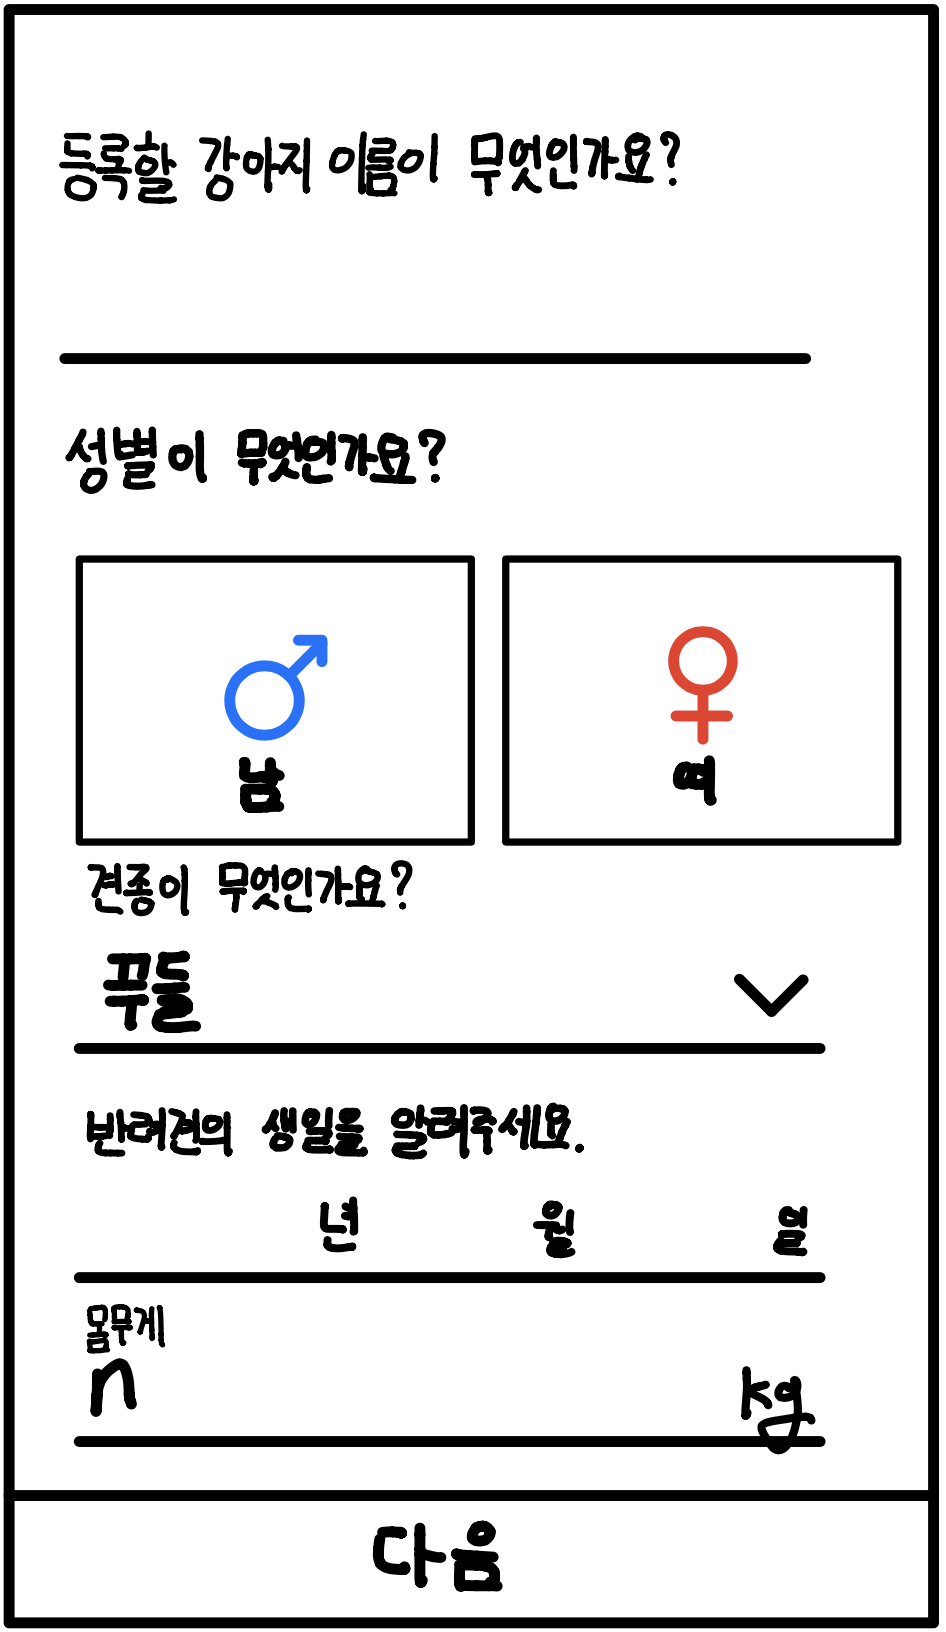 등록할 강아지 이름이 무엇인가요?
성별이 무엇인가요?
남 여
견종이 무엇인가요?
푸들
반려견의 생일을 알려주세요.
년 월 일
몸무게
n kg
다음